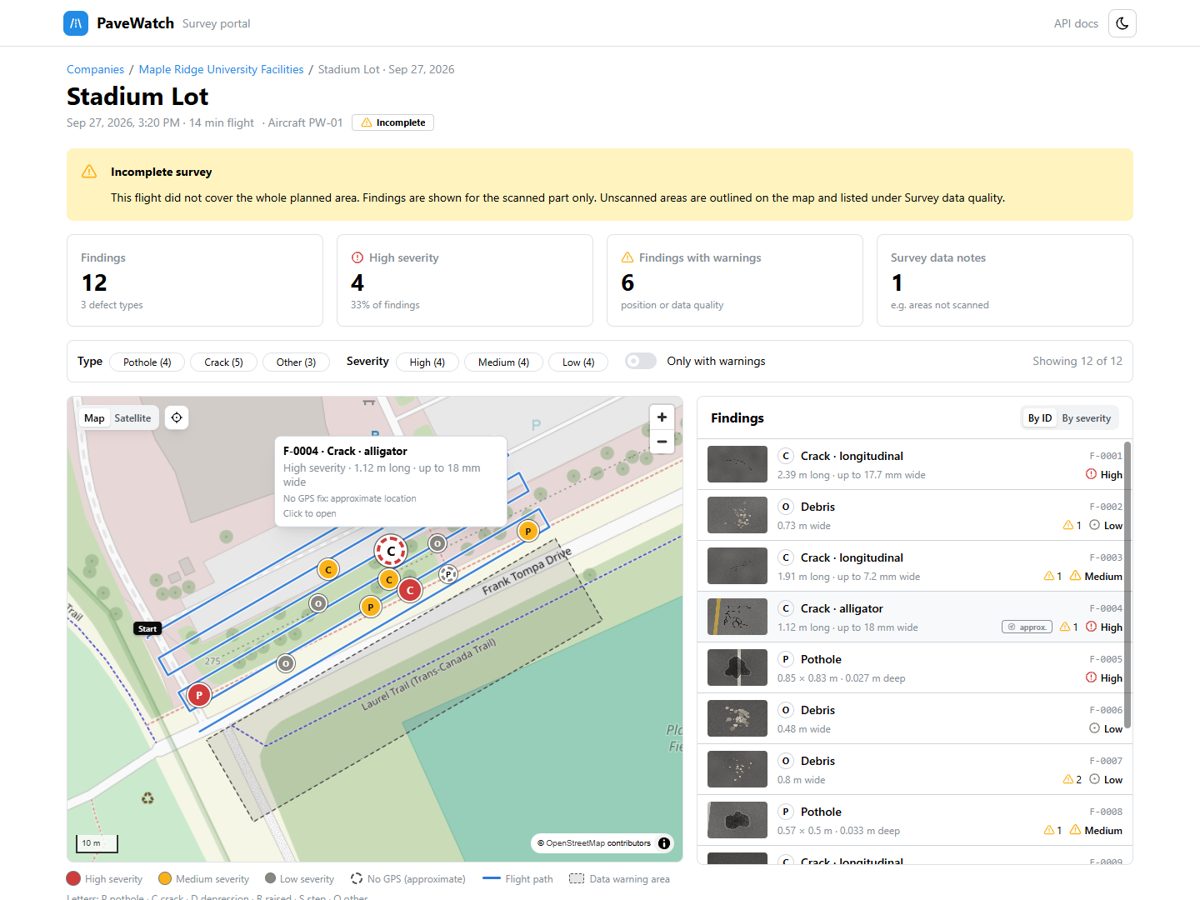 PaveWatch Survey portal
API docs
Companies / Maple Ridge University Facilities / Stadium Lot · Sep 27, 2026
Stadium Lot
Sep 27, 2026, 3:20 PM · 14 min flight · Aircraft PW-01 Incomplete
Incomplete survey
This flight did not cover the whole planned area. Findings are shown for the scanned part only. Unscanned areas are outlined on the map and listed under Survey data quality.
Findings
12
3 defect types
High severity
4
33% of findings
Findings with warnings
6
position or data quality
Survey data notes
1
e.g. areas not scanned
Type Pothole (4) Crack (5) Other (3) Severity High (4) Medium (4) Low (4) Only with warnings Showing 12 of 12
Map Satellite
+
−
P
F-0004 · Crack · alligator
High severity · 1.12 m long · up to 18 mm
wide
No GPS fix: approximate location
Click to open
P
O
C
C
P
C
C
O
P
Start
275
O
P
Frank Tompa Drive
Laurel Trail (Trans-Canada Trail)
Trail
10 m
© OpenStreetMap contributors
Findings
By ID By severity
C Crack · longitudinal F-0001
2.39 m long · up to 17.7 mm wide High
O Debris F-0002
0.73 m wide 1 Low
C Crack · longitudinal F-0003
1.91 m long · up to 7.2 mm wide 1 Medium
C Crack · alligator F-0004
1.12 m long · up to 18 mm wide approx. 1 High
P Pothole F-0005
0.85 × 0.83 m · 0.027 m deep High
O Debris F-0006
0.48 m wide Low
O Debris F-0007
0.8 m wide 2 Low
P Pothole F-0008
0.57 × 0.5 m · 0.033 m deep 1 Medium
C Crack · longitudinal F-0009
High severity Medium severity Low severity No GPS (approximate) Flight path Data warning area
Letters: P pothole · C crack · D depression · R raised · S step · O other